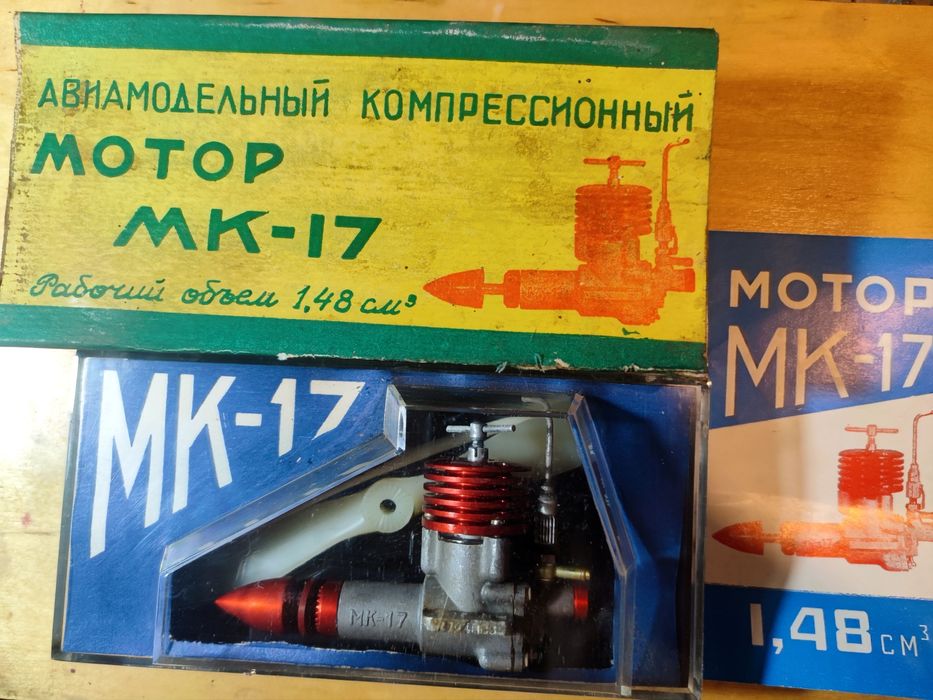 АВИАМОДЕЛЬНЫЙ КОМПРЕССИОННЫЙ
МОТОР
МК-17
Рабочий объем 1,48 см³
МК-17
МК-17
МОТОР
МК-17
1,48 СМ³